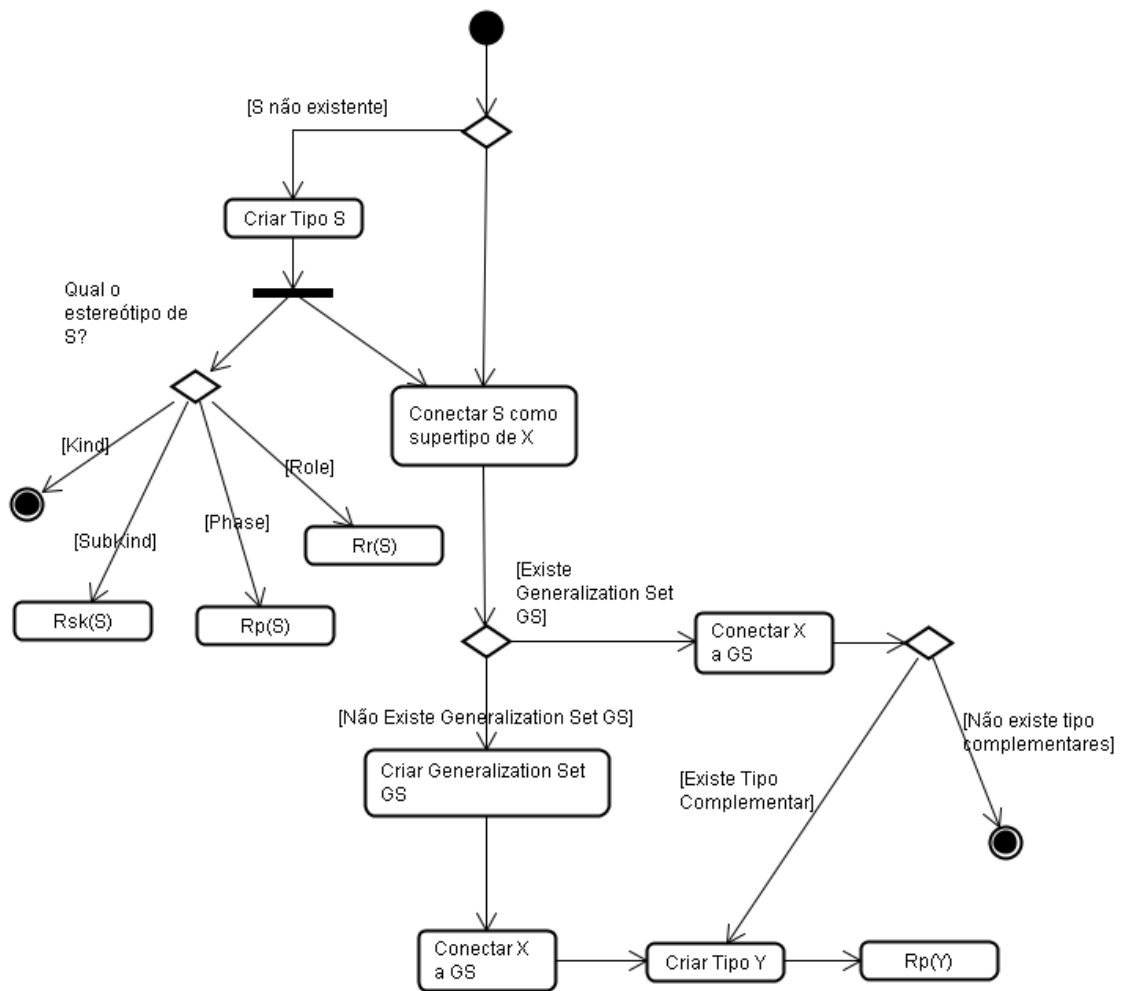 [S não existente]
Criar Tipo S
Qual o
estereótipo de
S?
Conectar S como
supertipo de X
[Kind]
[Role]
[Phase]
[Subkind]
Rr(S)
Rsk(S)
Rp(S)
[Existe
Generalization Set
GS]
Conectar X
a GS
[Não Existe Generalization Set GS]
[Não existe tipo
complementares]
Criar Generalization Set
GS
[Existe Tipo
Complementar]
Conectar X
a GS
Criar Tipo Y
Rp(Y)